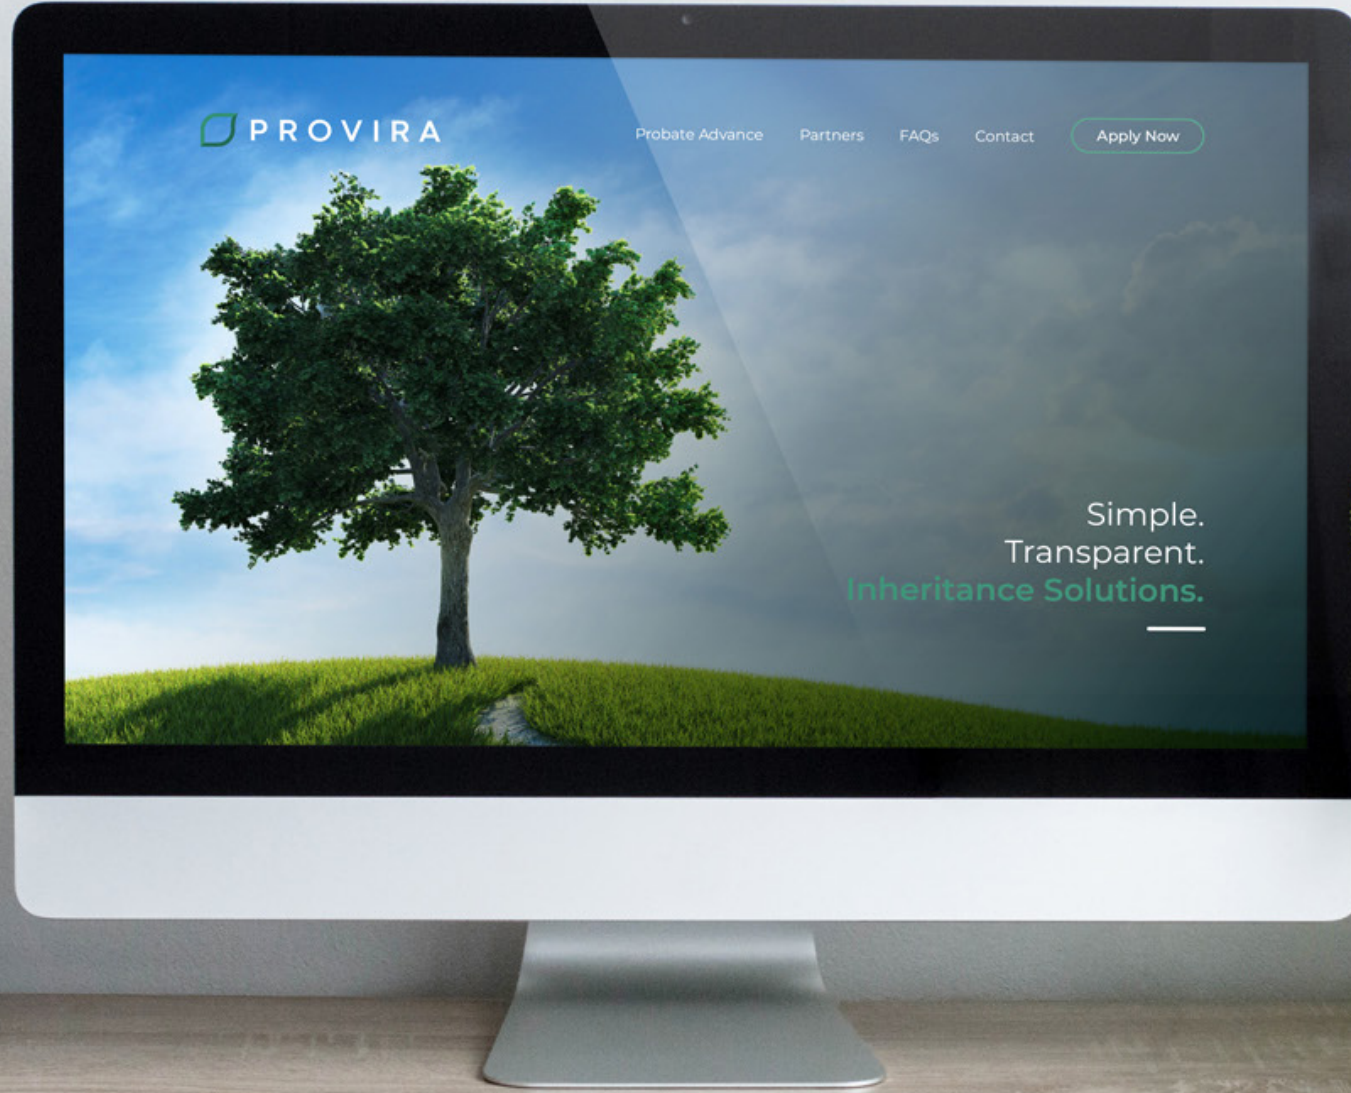 PROVIRA
Probate Advance Partners FAQs Contact Apply Now
Simple.
Transparent.
Inheritance Solutions.